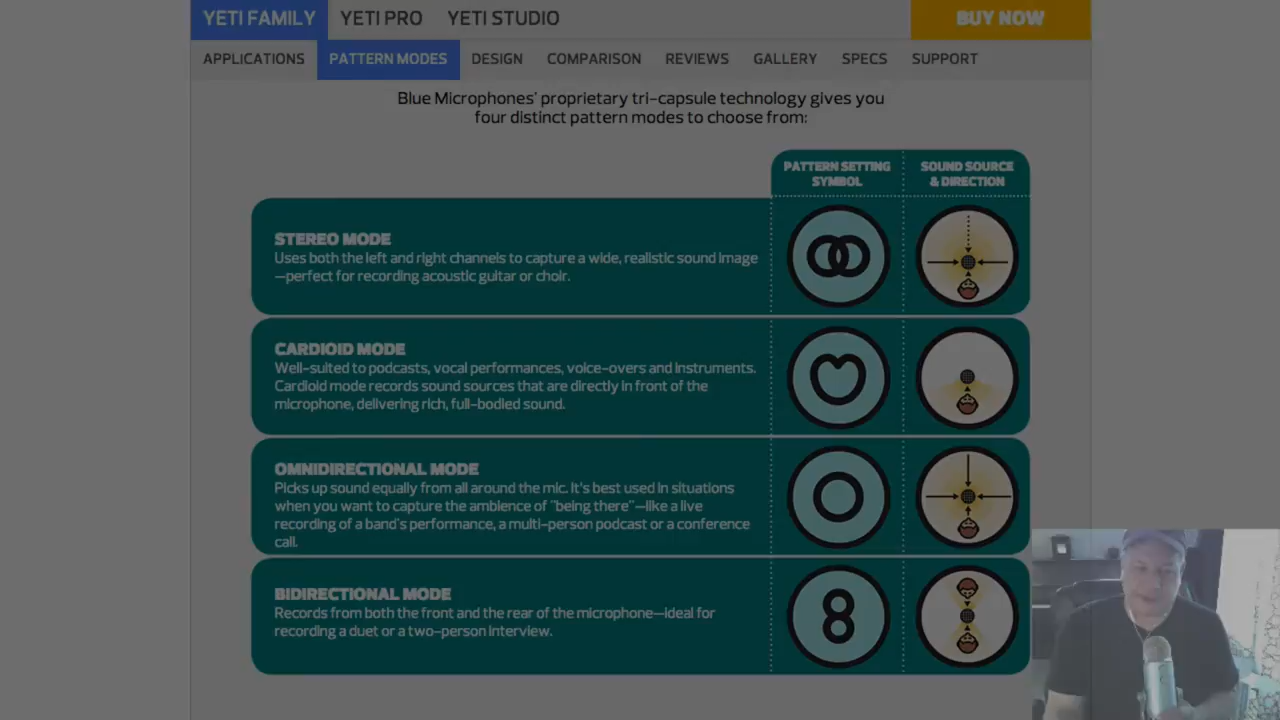 YETI FAMILY YETI PRO YETI STUDIO BUY NOW
APPLICATIONS PATTERN MODES DESIGN COMPARISON REVIEWS GALLERY SPECS SUPPORT
Blue Microphones' proprietary tri-capsule technology gives you
four distinct pattern modes to choose from:
PATTERN SETTING
SYMBOL
SOUND SOURCE
& DIRECTION
STEREO MODE
Uses both the left and right channels to capture a wide, realistic sound image
—perfect for recording acoustic guitar or choir.
CARDIOID MODE
Well-suited to podcasts, vocal performances, voice-overs and instruments.
Cardioid mode records sound sources that are directly in front of the
microphone, delivering rich, full-bodied sound.
OMNIDIRECTIONAL MODE
Picks up sound equally from all around the mic. It's best used in situations
when you want to capture the ambience of "being there"—like a live
recording of a band's performance, a multi-person podcast or a conference
call.
BIDIRECTIONAL MODE
Records from both the front and the rear of the microphone—ideal for
recording a duet or a two-person interview.